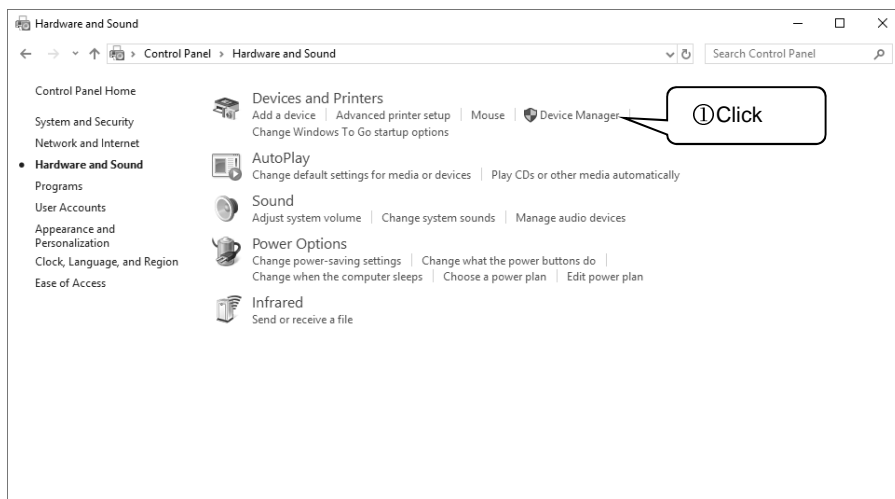 Hardware and Sound
Control Panel > Hardware and Sound
Search Control Panel
Control Panel Home
System and Security
Network and Internet
Hardware and Sound
Programs
User Accounts
Appearance and
Personalization
Clock, Language, and Region
Ease of Access
Devices and Printers
Add a device | Advanced printer setup | Mouse | Device Manager |
Change Windows To Go startup options
①Click
AutoPlay
Change default settings for media or devices | Play CDs or other media automatically
Sound
Adjust system volume | Change system sounds | Manage audio devices
Power Options
Change power-saving settings | Change what the power buttons do |
Change when the computer sleeps | Choose a power plan | Edit power plan
Infrared
Send or receive a file